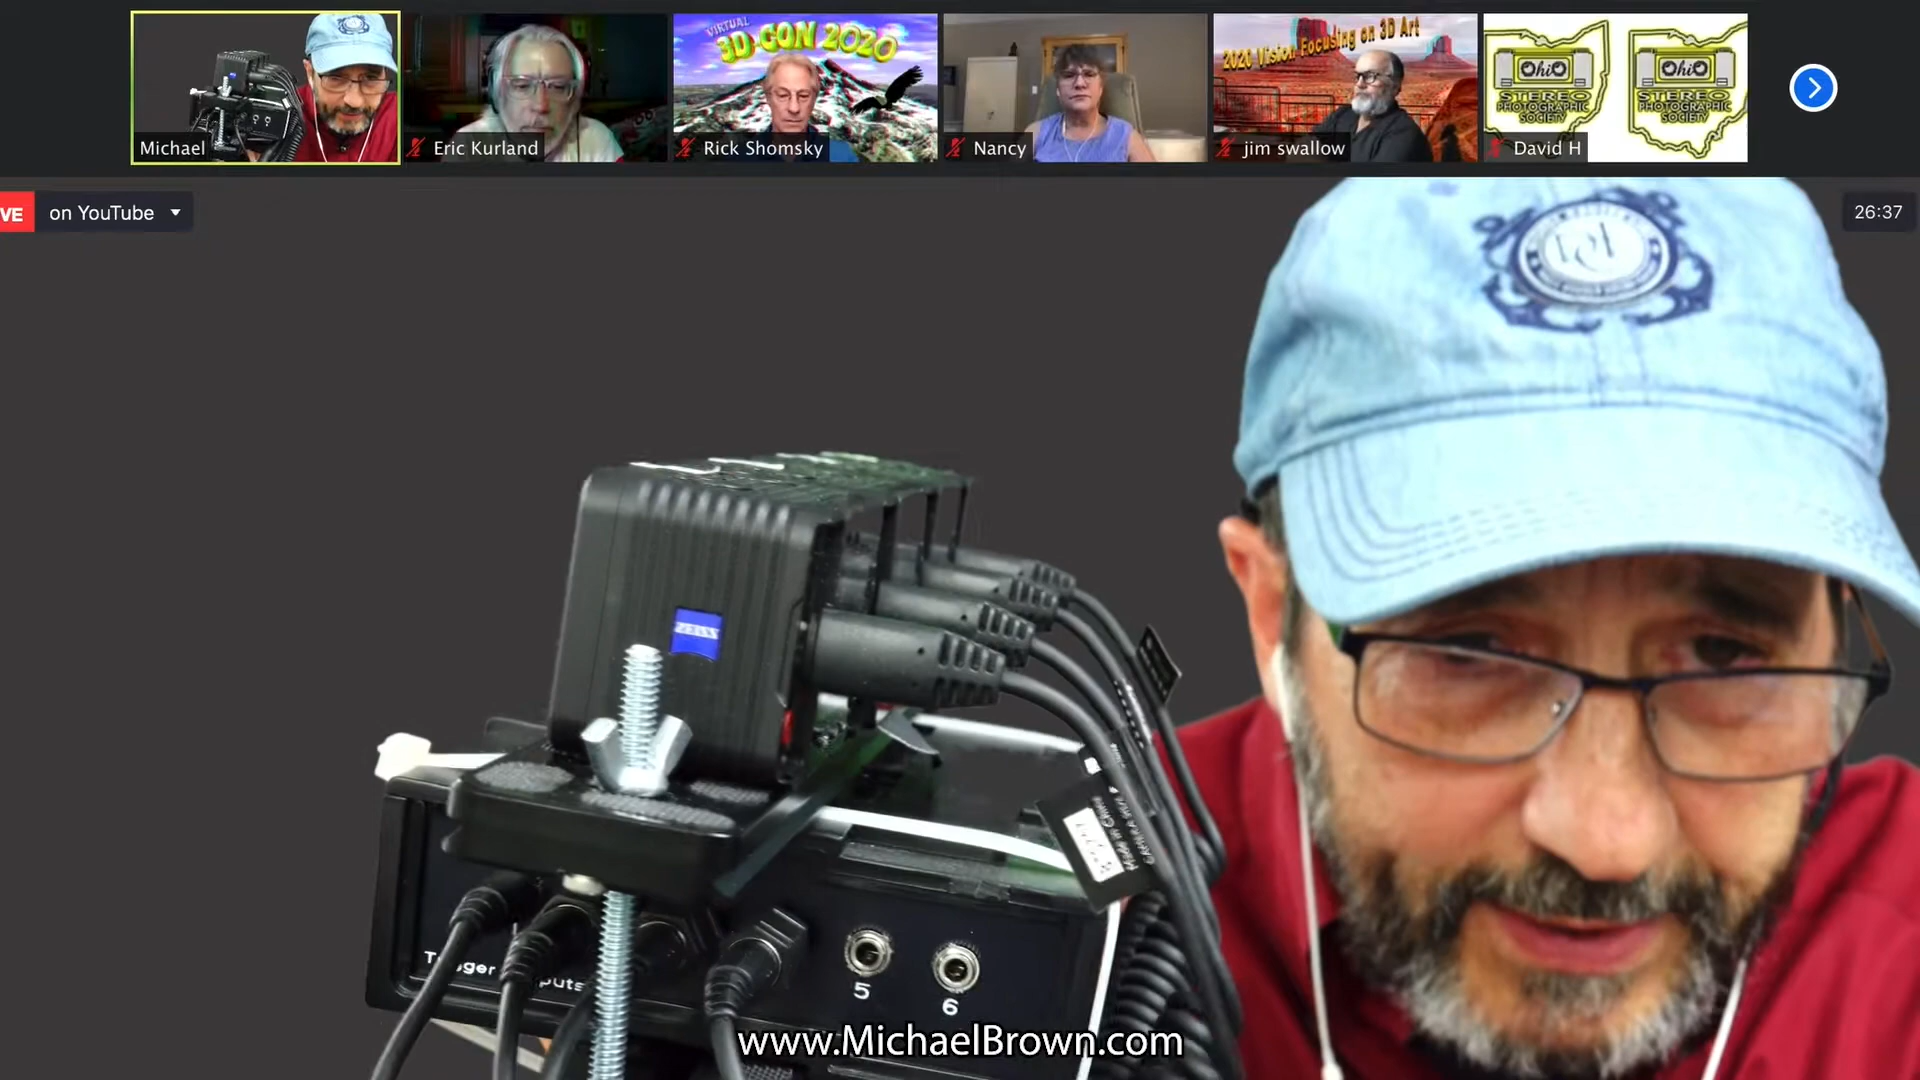 Michael
Eric Kurland
VIRTUAL
3D-CON 2020
Rick Shomsky
Nancy
2020 Vision Focusing on 3D Art
jim swallow
OhiO
STEREO
PHOTOGRAPHIC
SOCIETY
OhiO
STEREO
PHOTOGRAPHIC
SOCIETY
David H
VE
on YouTube
26:37
ZEISS
5
6
www.MichaelBrown.com